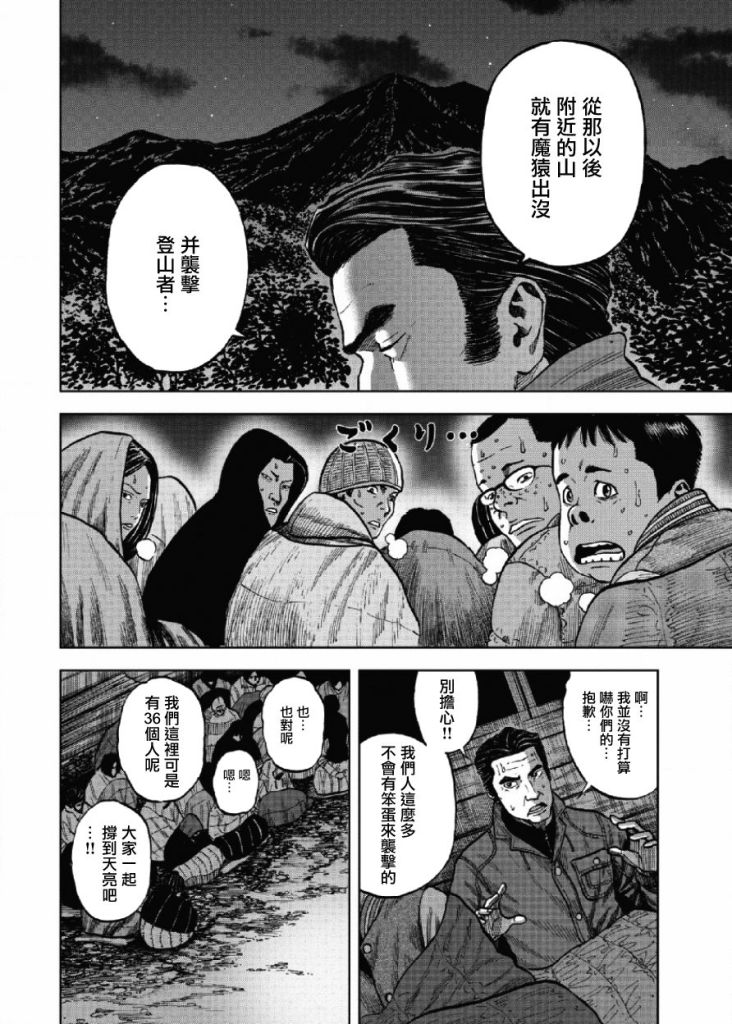 從那以後
附近的山
就有魔猿出沒
并襲擊
登山者…
ごくり…
啊…
我並沒有打算
嚇你們的…
抱歉…
別擔心!!
我們人這麼多
不會有笨蛋來襲擊的
也…
也對呢
嗯
嗯…
我們這裡可是
有36個人呢
大家一起
撐到天亮吧
…!!